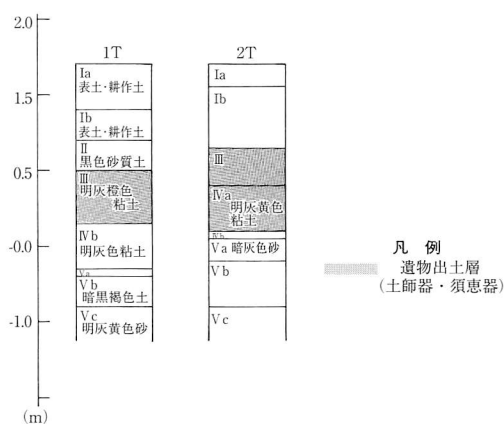 2.0
1.5
0.5
-0.0
-1.0
(m)
1T
Ⅰa
表土・耕作土
Ⅰb
表土・耕作土
Ⅱ
黒色砂質土
Ⅲ
明灰橙色
粘土
Ⅳb
明灰色粘土
Ⅴa
Ⅴb
暗黒褐色土
Ⅴc
明灰黄色砂
2T
Ⅰa
Ⅰb
Ⅲ
Ⅳa
明灰黄色
粘土
Ⅳb
Ⅴa 暗灰色砂
Ⅴb
Ⅴc
凡 例
遺物出土層
(土師器・須恵器)